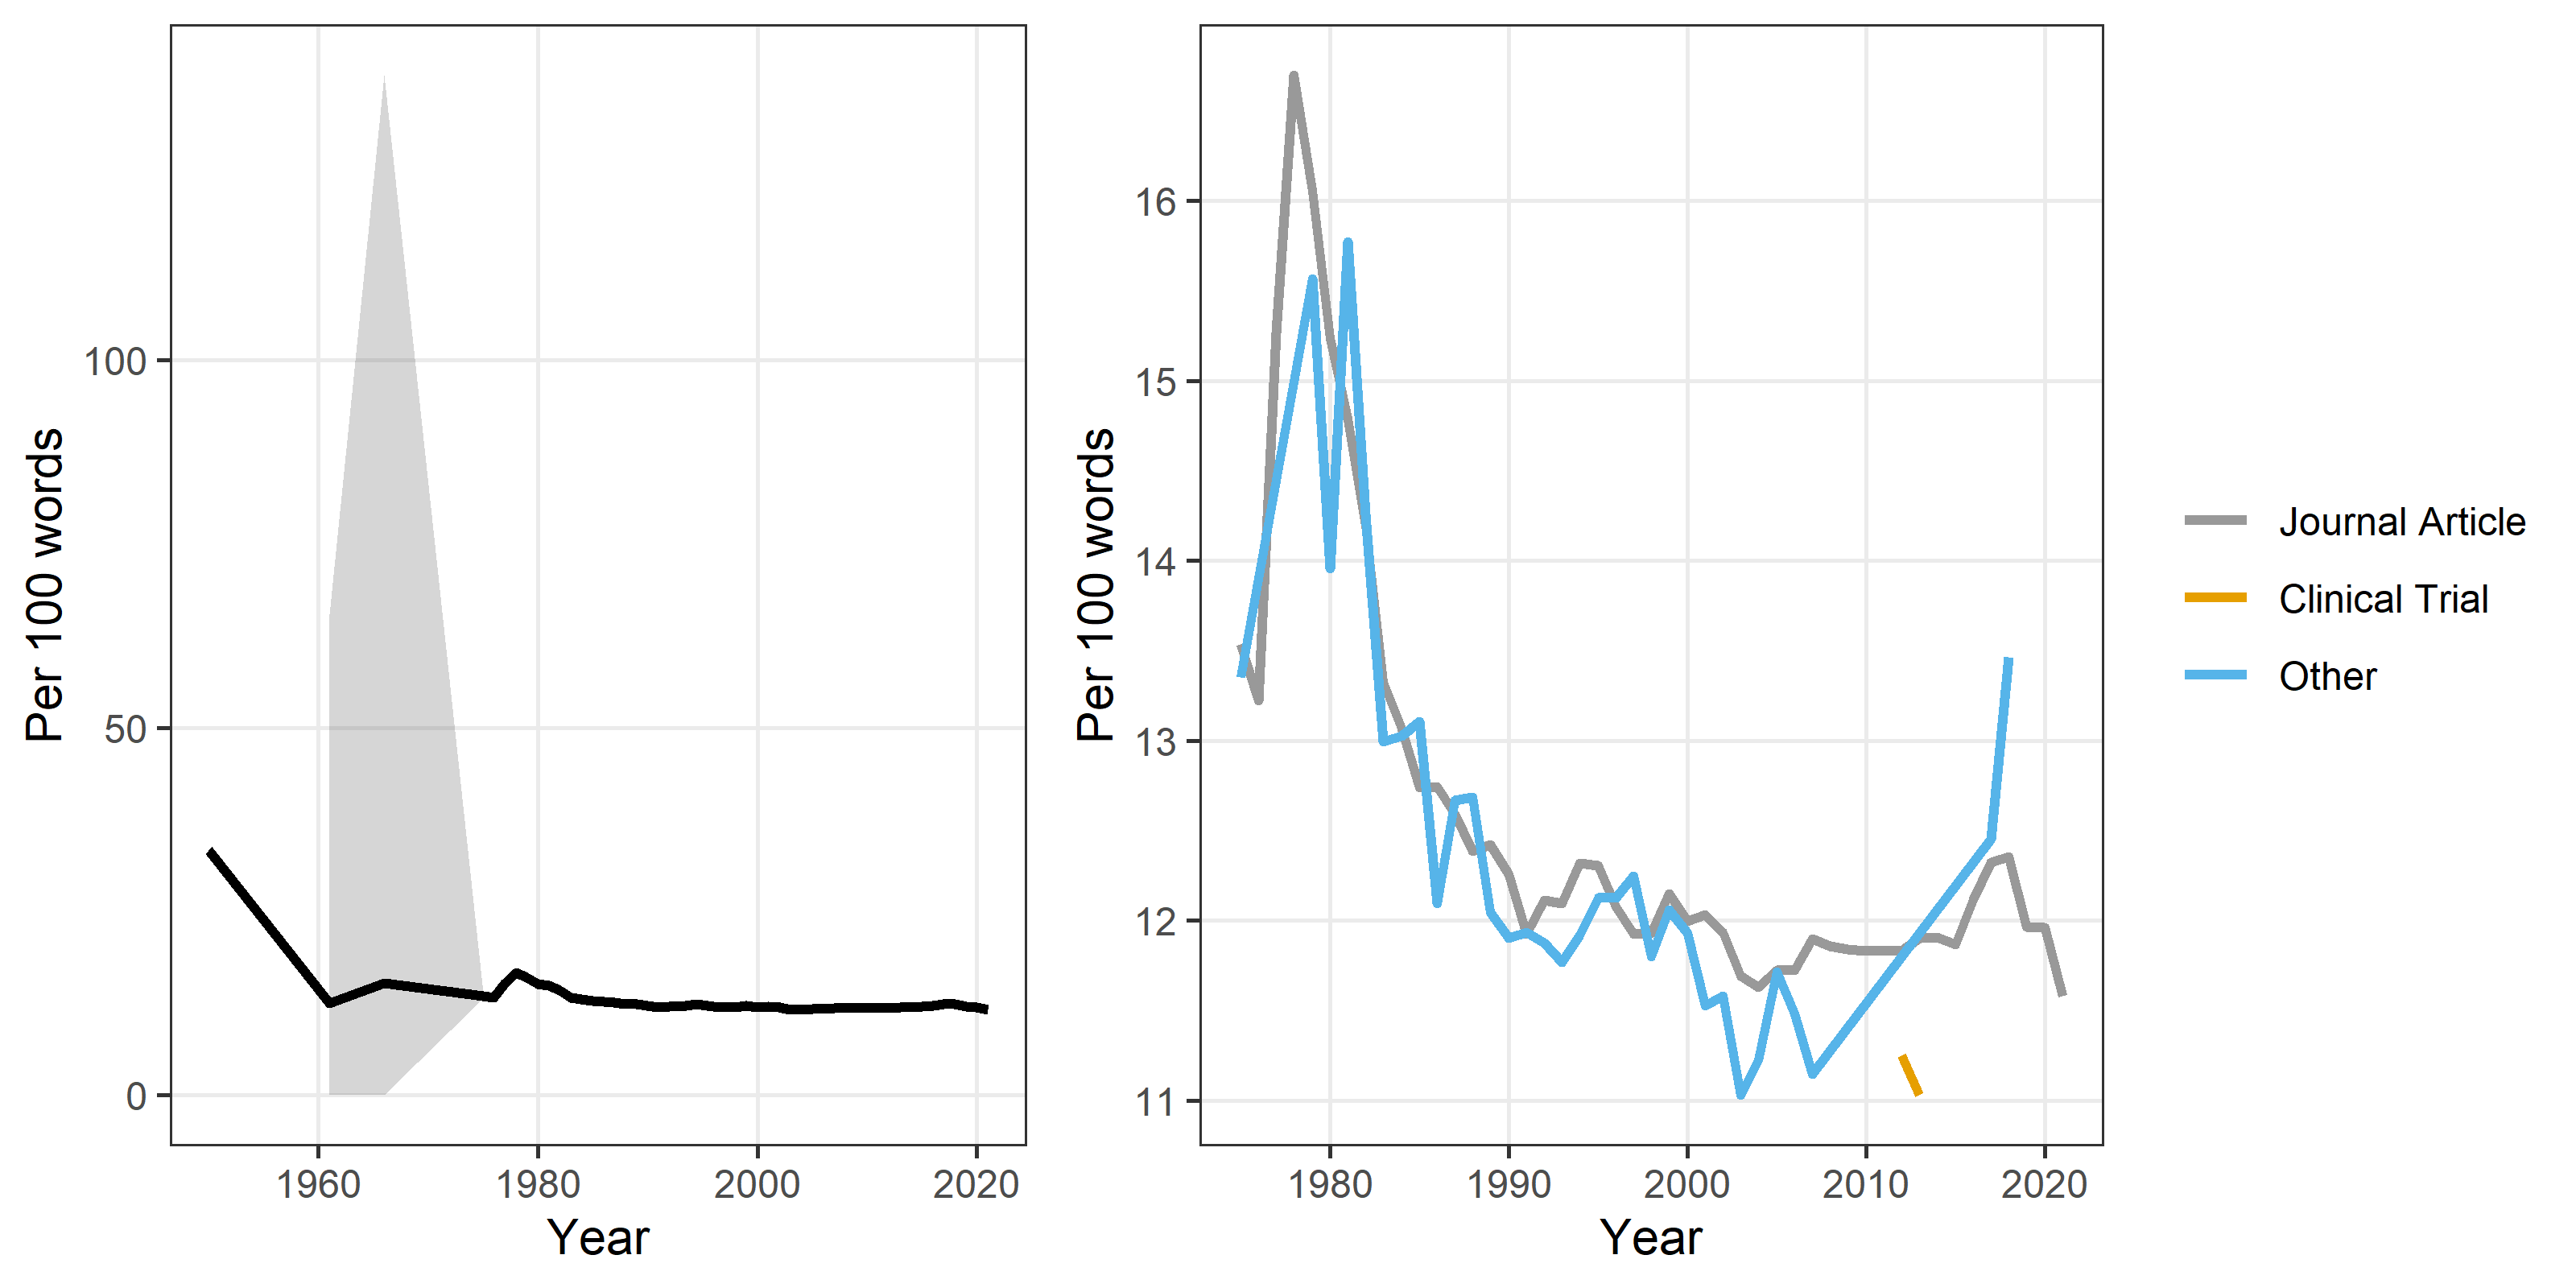 Per 100 words
100
50
0
1960 1980 2000 2020
Year
Per 100 words
16
15
14
13
12
11
1980 1990 2000 2010 2020
Year
Journal Article
Clinical Trial
Other